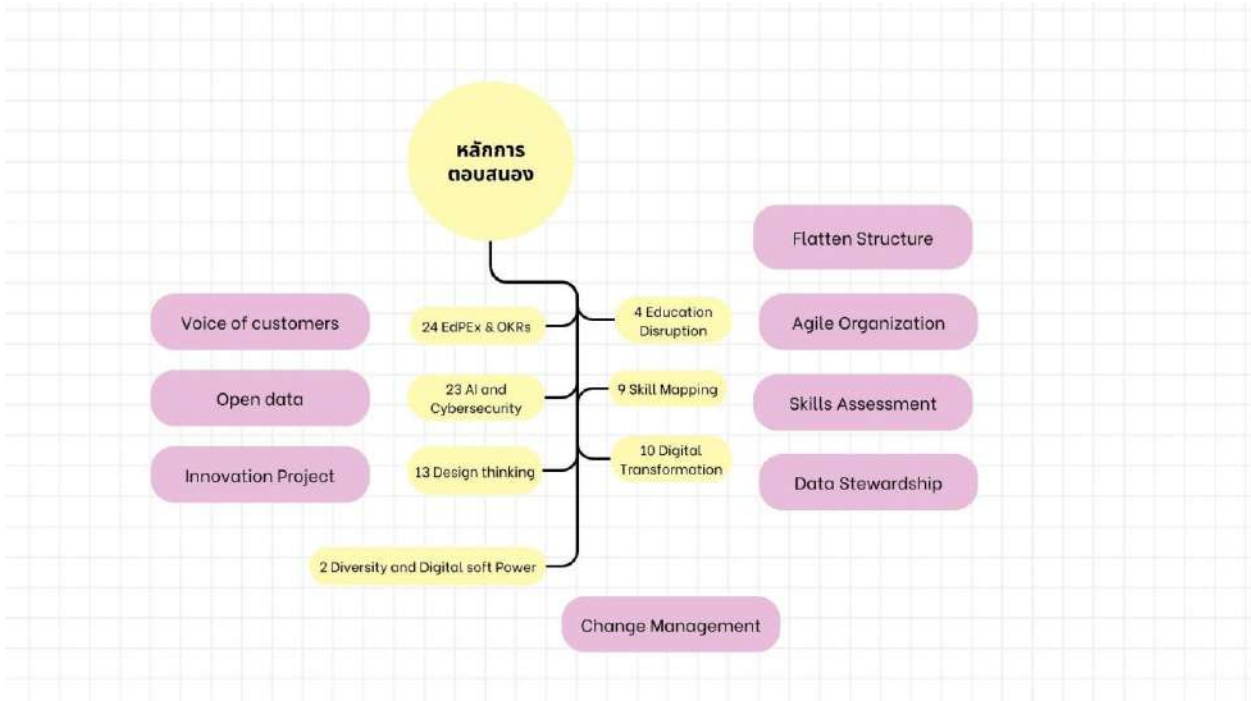 หลักการ
ตอบสนอง
Flatten Structure
Voice of customers
24 EdPEx & OKRs
4 Education
Disruption
Agile Organization
Open data
23 AI and
Cybersecurity
9 Skill Mapping
Skills Assessment
Innovation Project
13 Design thinking
10 Digital
Transformation
Data Stewardship
2 Diversity and Digital soft Power
Change Management